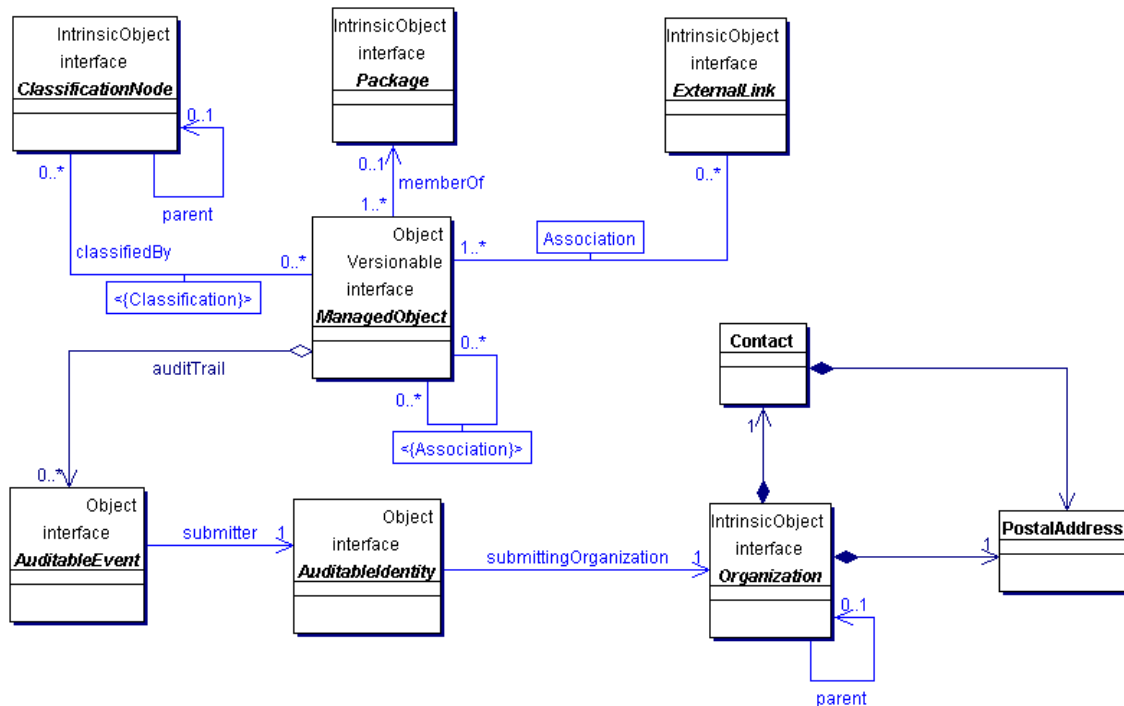 IntrinsicObject
interface
ClassificationNode
0..1
0..*
parent
classifiedBy
0..*
<{Classification}>
IntrinsicObject
interface
Package
0..1
memberOf
1..*
IntrinsicObject
interface
ExternalLink
0..*
Association
1..*
Object
Versionable
interface
ManagedObject
0..*
0..*
<{Association}>
auditTrail
0..*
Object
interface
AuditableEvent
submitter
1
Object
interface
AuditableIdentity
submittingOrganization
1
IntrinsicObject
interface
Organization
0..1
parent
1
Contact
1
PostalAddress